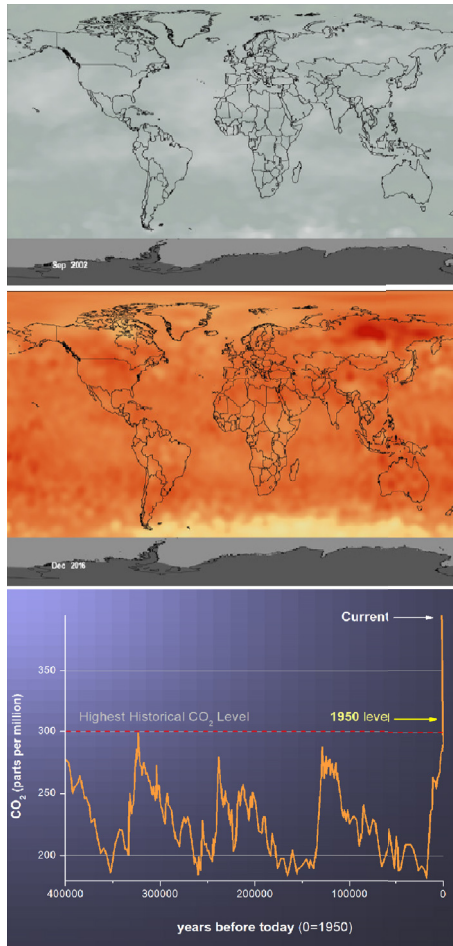 Sep 2002
Dec 2016
Current
350
Highest Historical CO₂ Level
1950 level
300
CO₂ (parts per million)
250
200
400000 300000 200000 100000 0
years before today (0=1950)